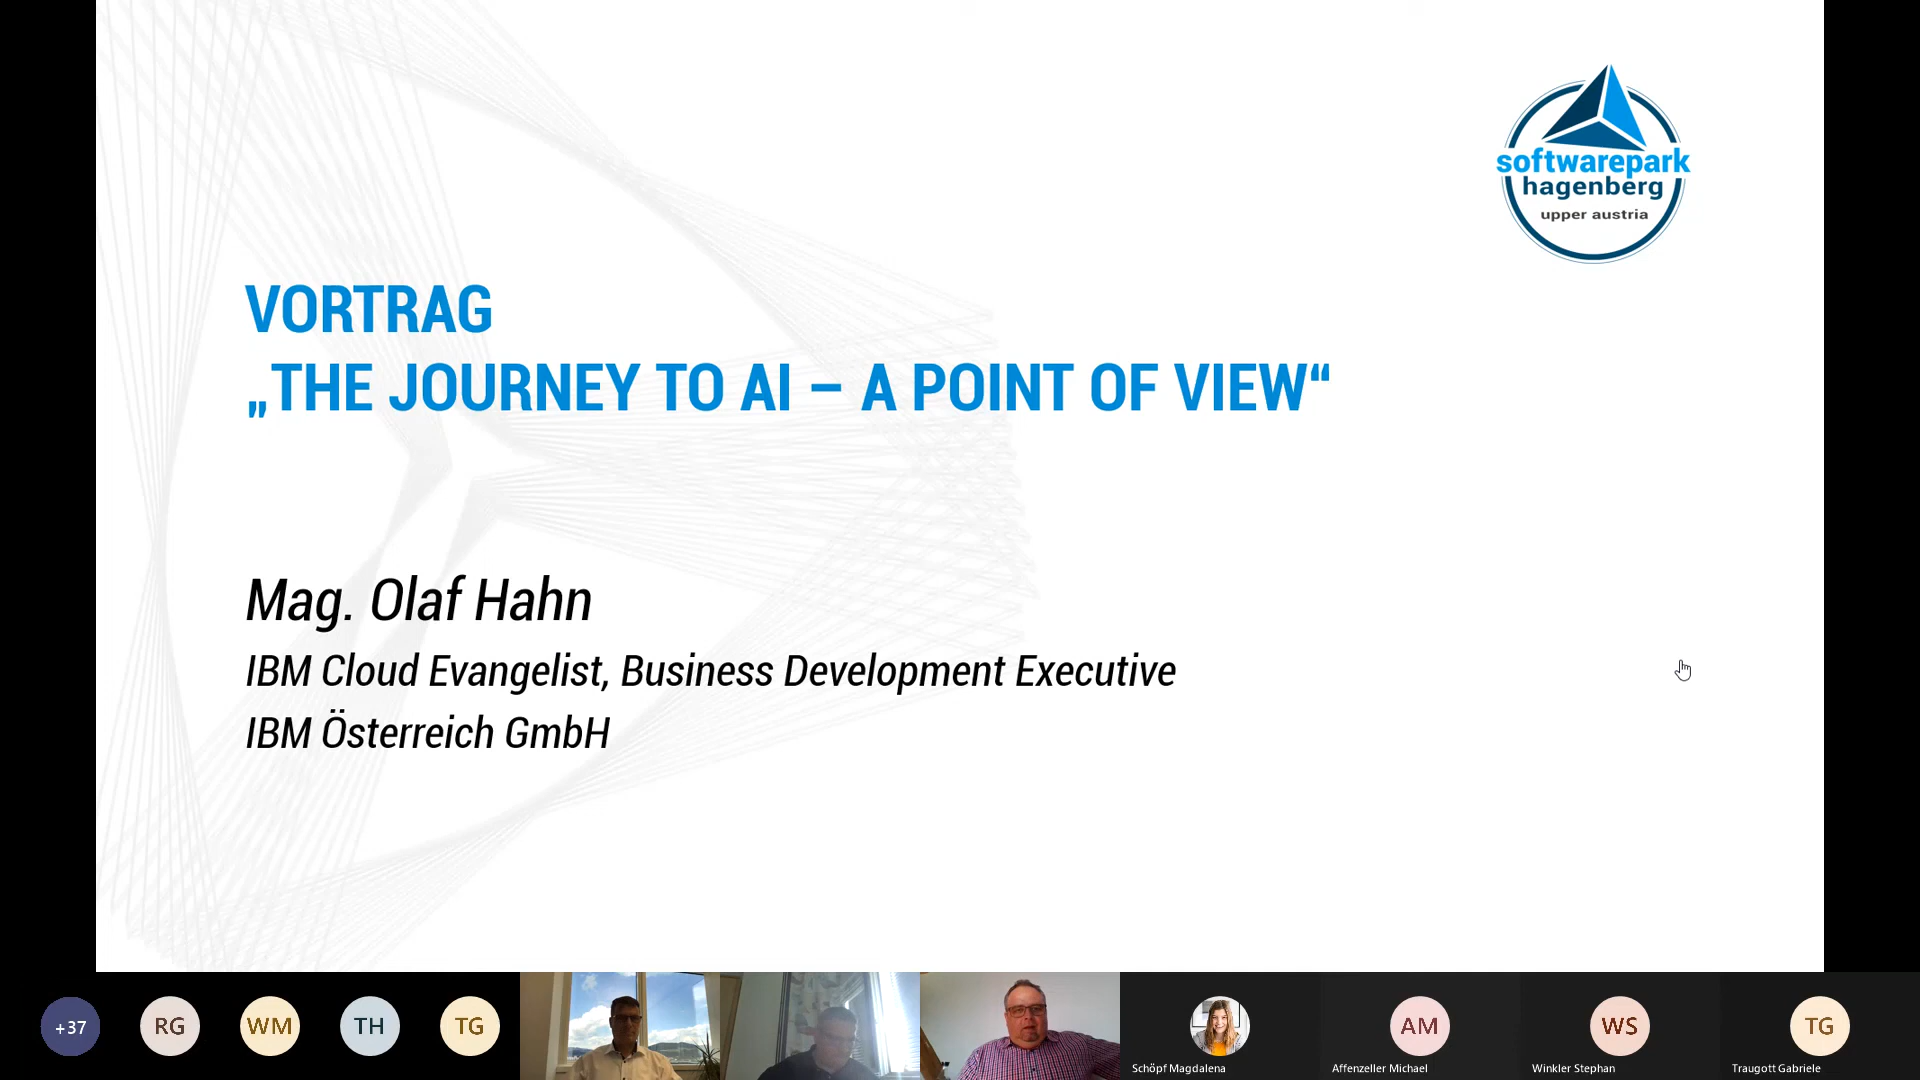 softwarepark
hagenberg
upper austria
VORTRAG
„THE JOURNEY TO AI – A POINT OF VIEW“
Mag. Olaf Hahn
IBM Cloud Evangelist, Business Development Executive
IBM Österreich GmbH
+37
RG
WM
TH
TG
AM
WS
TG
Schöpf Magdalena
Affenzeller Michael
Winkler Stephan
Traugott Gabriele